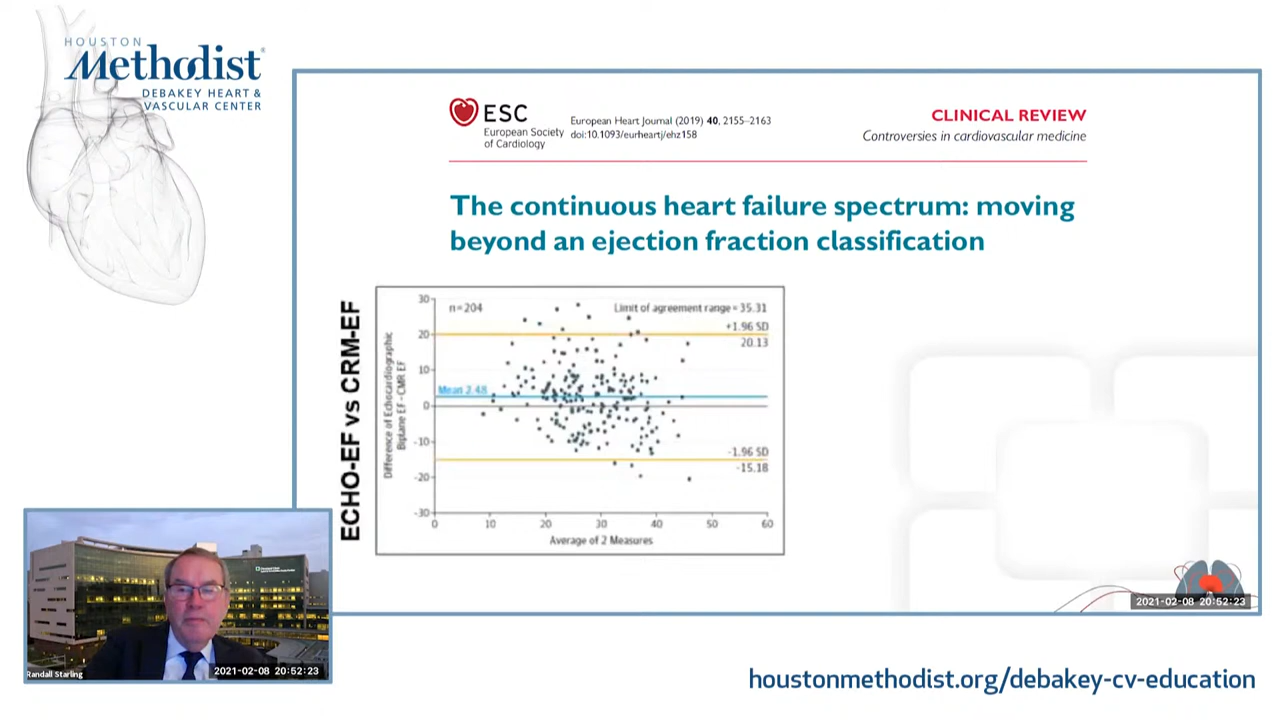 HOUSTON
Methodist®
DEBAKEY HEART &
VASCULAR CENTER
ESC
European Society
of Cardiology
European Heart Journal (2019) 40, 2155–2163
doi:10.1093/eurheartj/ehz158
CLINICAL REVIEW
Controversies in cardiovascular medicine
The continuous heart failure spectrum: moving
beyond an ejection fraction classification
ECHO-EF vs CRM-EF
Difference of Echocardiographic
Biplane EF - CMR EF
n=204
Limit of agreement range = 35.31
+1.96 SD
20.13
Mean 2.48
-1.96 SD
-15.18
30
20
10
0
-10
-20
-30
0 10 20 30 40 50 60
Average of 2 Measures
2021-02-08 20:52:23
Cleveland Clinic
Randall Starling
2021-02-08 20:52:23
houstonmethodist.org/debakey-cv-education